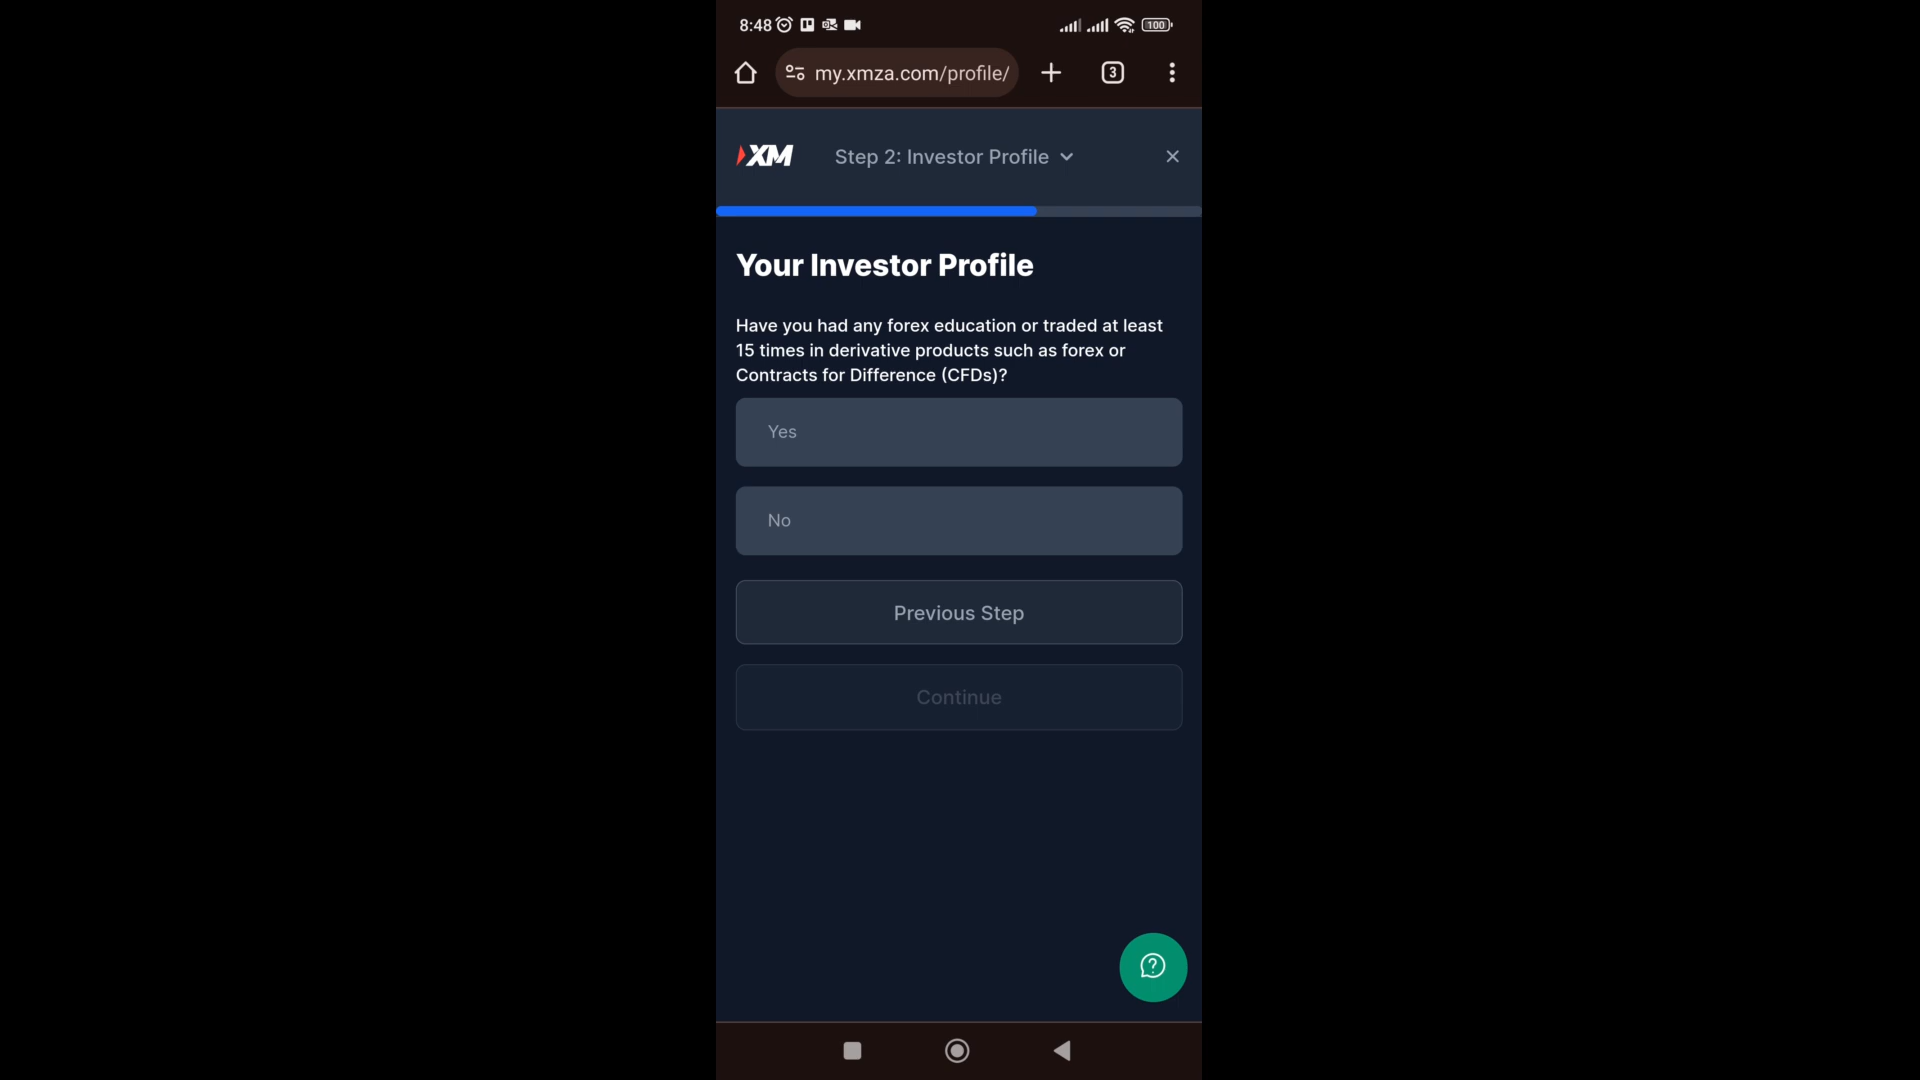 8:48
100
my.xmza.com/profile/
3
XM
Step 2: Investor Profile
Your Investor Profile
Have you had any forex education or traded at least
15 times in derivative products such as forex or
Contracts for Difference (CFDs)?
Yes
No
Previous Step
Continue